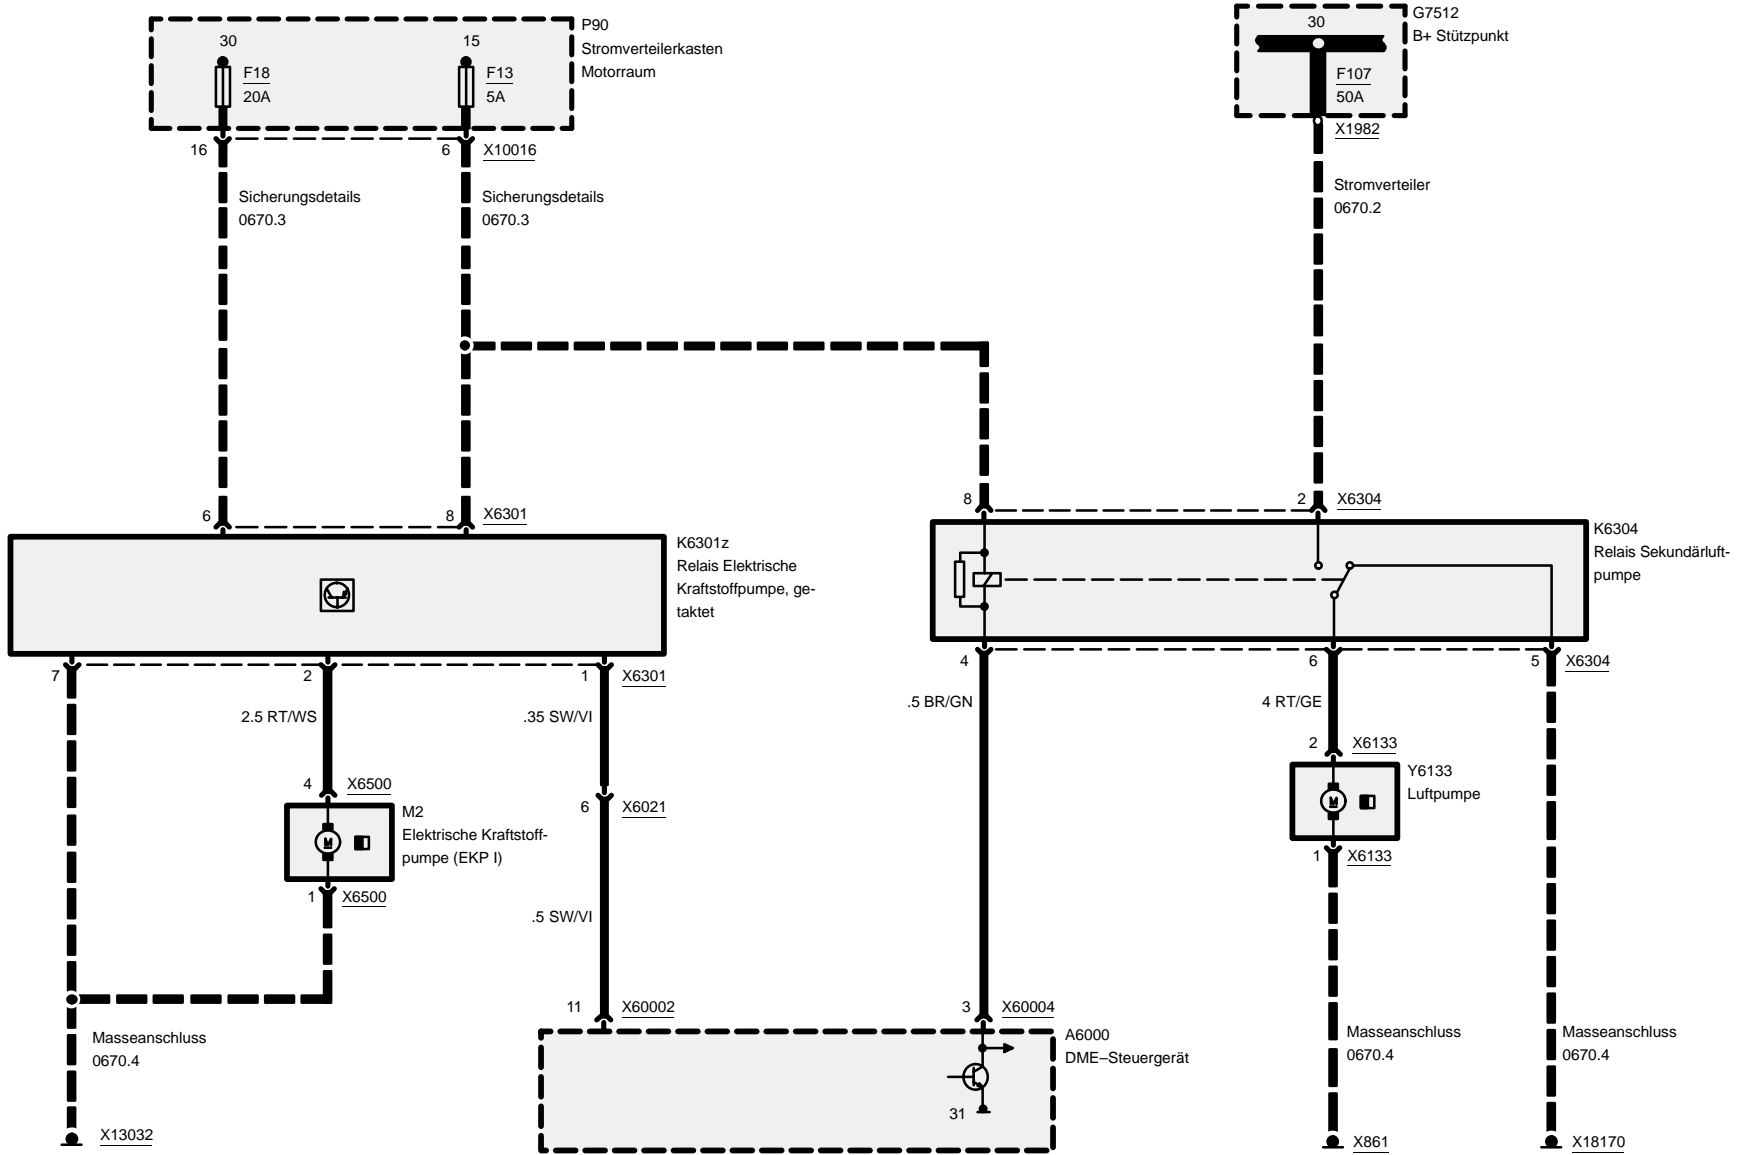 P90
Stromverteilerkasten
Motorraum
30
F18
20A
15
F13
5A
G7512
B+ Stützpunkt
30
F107
50A
X1982
16
6
X10016
Sicherungsdetails
0670.3
Sicherungsdetails
0670.3
Stromverteiler
0670.2
6
8
X6301
8
2
X6304
K6301z
Relais Elektrische
Kraftstoffpumpe, ge-
taktet
K6304
Relais Sekundärluft-
pumpe
7
2
1
X6301
4
6
5
X6304
2.5 RT/WS
.35 SW/VI
.5 BR/GN
4 RT/GE
4
X6500
M2
Elektrische Kraftstoff-
pumpe (EKP I)
M
1
X6500
6
X6021
2
X6133
Y6133
Luftpumpe
M
1
X6133
.5 SW/VI
11
X60002
3
X60004
A6000
DME–Steuergerät
31
Masseanschluss
0670.4
Masseanschluss
0670.4
Masseanschluss
0670.4
X13032
X861
X18170